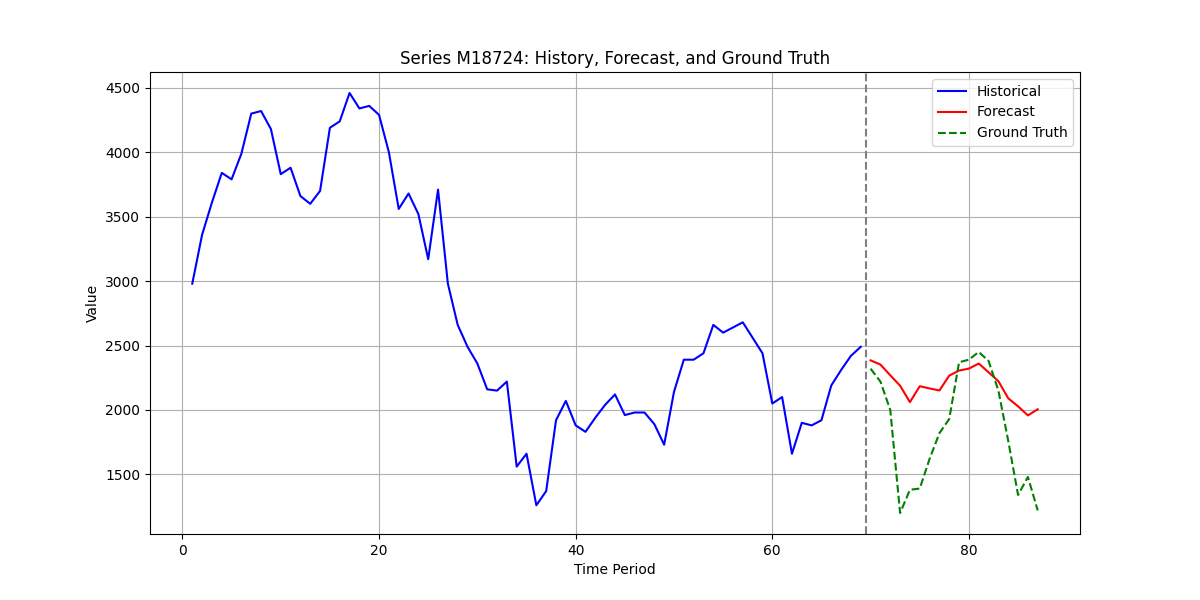 Series M18724: History, Forecast, and Ground Truth
Historical
Forecast
Ground Truth
4500
4000
3500
3000
2500
2000
1500
Value
0
20
40
60
80
Time Period